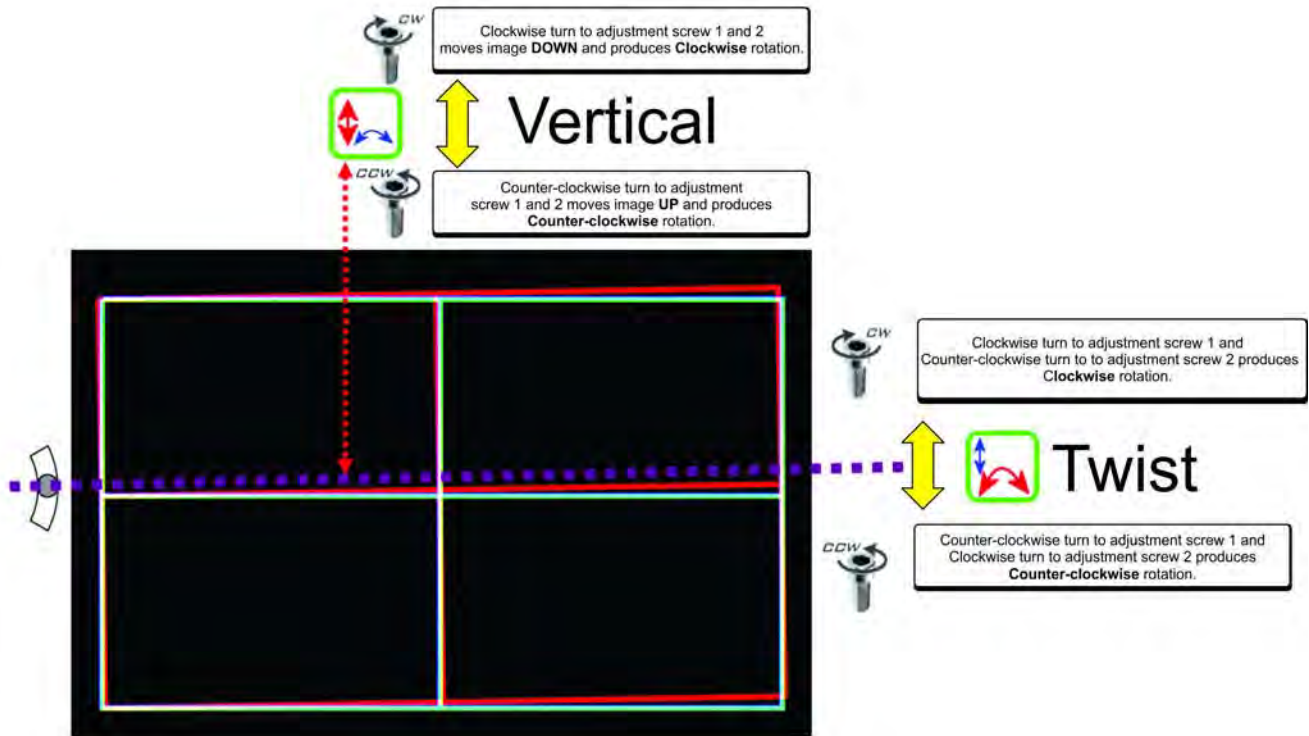 CW
Clockwise turn to adjustment screw 1 and 2
moves image DOWN and produces Clockwise rotation.
Vertical
CCW
Counter-clockwise turn to adjustment
screw 1 and 2 moves image UP and produces
Counter-clockwise rotation.
CW
Clockwise turn to adjustment screw 1 and
Counter-clockwise turn to to adjustment screw 2 produces
Clockwise rotation.
Twist
CCW
Counter-clockwise turn to adjustment screw 1 and
Clockwise turn to adjustment screw 2 produces
Counter-clockwise rotation.